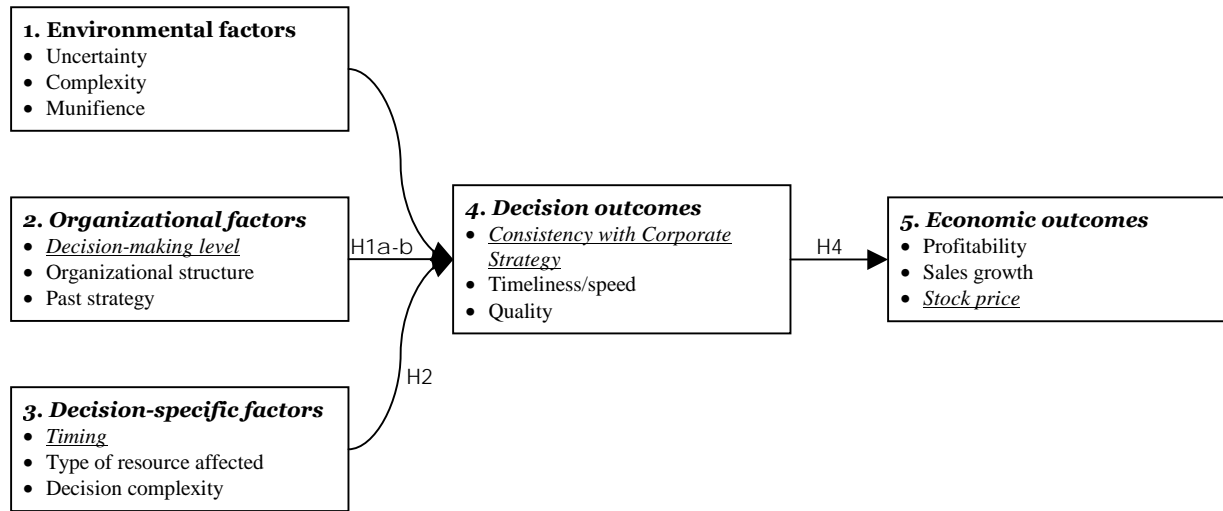 1. Environmental factors
• Uncertainty
• Complexity
• Munifience
2. Organizational factors
• Decision-making level
• Organizational structure
• Past strategy
H1a-b
3. Decision-specific factors
• Timing
• Type of resource affected
• Decision complexity
H2
4. Decision outcomes
• Consistency with Corporate
Strategy
• Timeliness/speed
• Quality
H4
5. Economic outcomes
• Profitability
• Sales growth
• Stock price